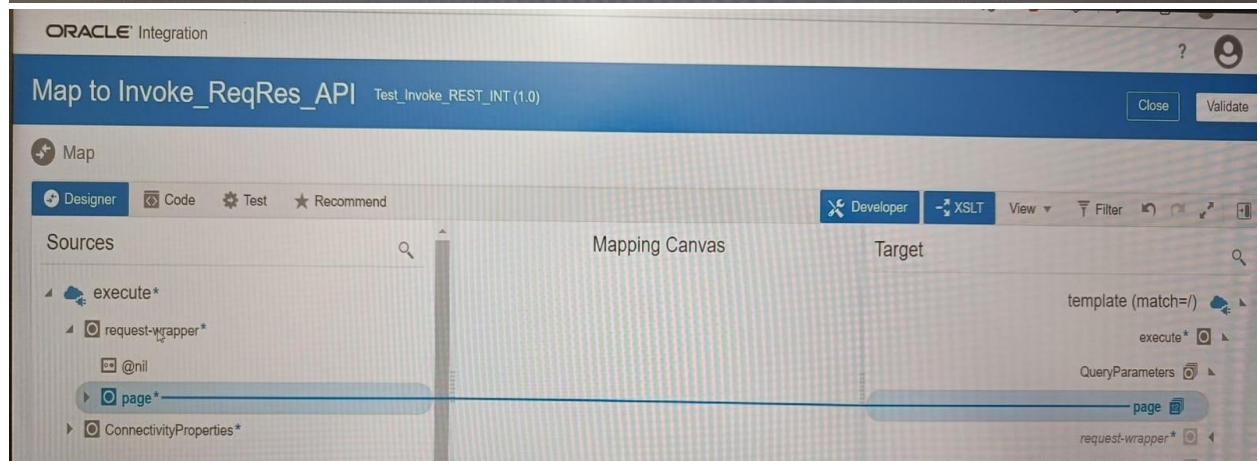 ORACLE Integration
?
Map to Invoke_ReqRes_API Test_Invoke_REST_INT (1.0)
Close Validate
Map
Designer Code Test Recommend Developer XSLT View Filter
Sources Mapping Canvas Target
execute* template (match=/)
request-wrapper* execute*
@nil QueryParameters
page* page
ConnectivityProperties* request-wrapper*